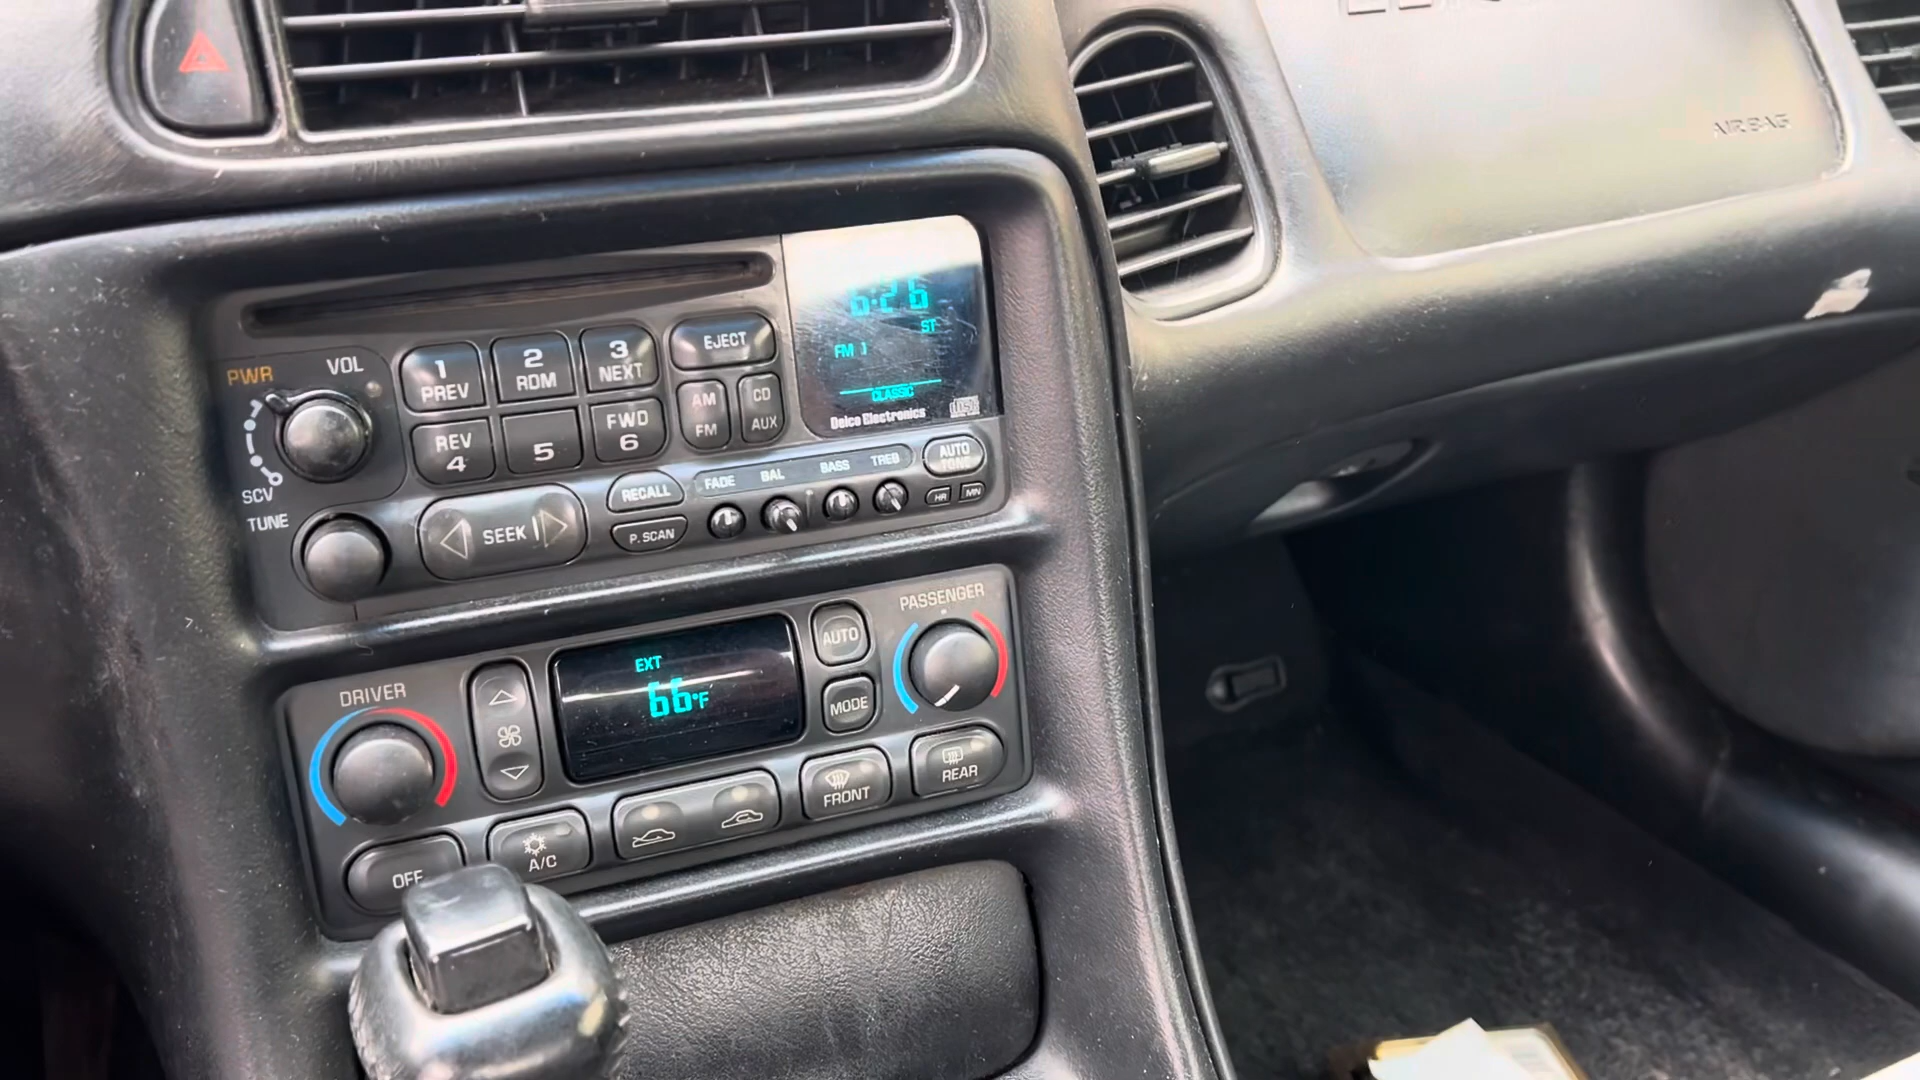 AIRBAG
6:26
ST
FM 1
CLASSIC
Delco Electronics
PWR
VOL
SCV
TUNE
1 PREV
2 RDM
3 NEXT
EJECT
REV 4
5
FWD 6
AM FM
CD AUX
SEEK
RECALL
P.SCAN
FADE
BAL
BASS
TREB
AUTO TONE
HR
MN
DRIVER
EXT
66°F
AUTO
MODE
PASSENGER
OFF
A/C
FRONT
REAR